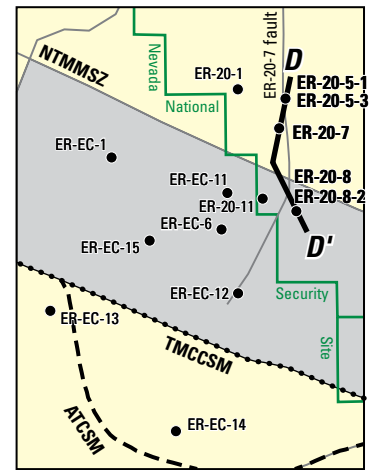 NTMMSZ
Nevada
ER-20-7 fault
D
ER-20-1
ER-20-5-1
ER-20-5-3
National
ER-20-7
ER-EC-1
ER-20-8
ER-EC-11
ER-20-11
ER-20-8-2
ER-EC-6
ER-EC-15
D'
ER-EC-12
Security
ER-EC-13
TMCCSM
Site
ATCSM
ER-EC-14